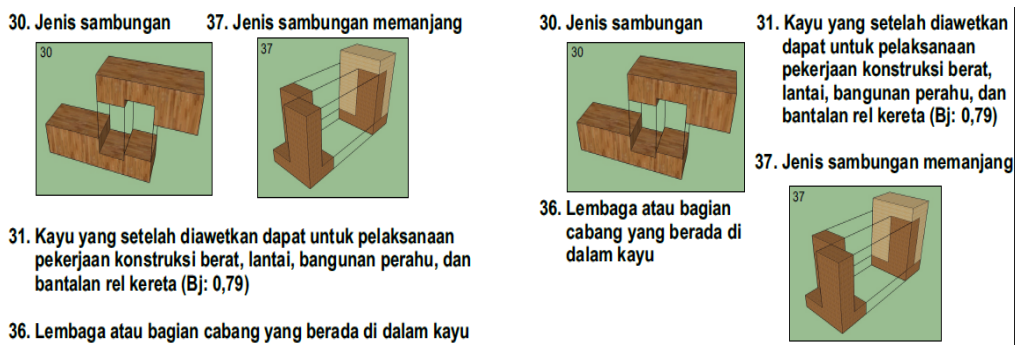 30. Jenis sambungan
37. Jenis sambungan memanjang
30
37
31. Kayu yang setelah diawetkan dapat untuk pelaksanaan
pekerjaan konstruksi berat, lantai, bangunan perahu, dan
bantalan rel kereta (Bj: 0,79)
36. Lembaga atau bagian cabang yang berada di dalam kayu
30. Jenis sambungan
30
36. Lembaga atau bagian
cabang yang berada di
dalam kayu
31. Kayu yang setelah diawetkan
dapat untuk pelaksanaan
pekerjaan konstruksi berat,
lantai, bangunan perahu, dan
bantalan rel kereta (Bj: 0,79)
37. Jenis sambungan memanjang
37